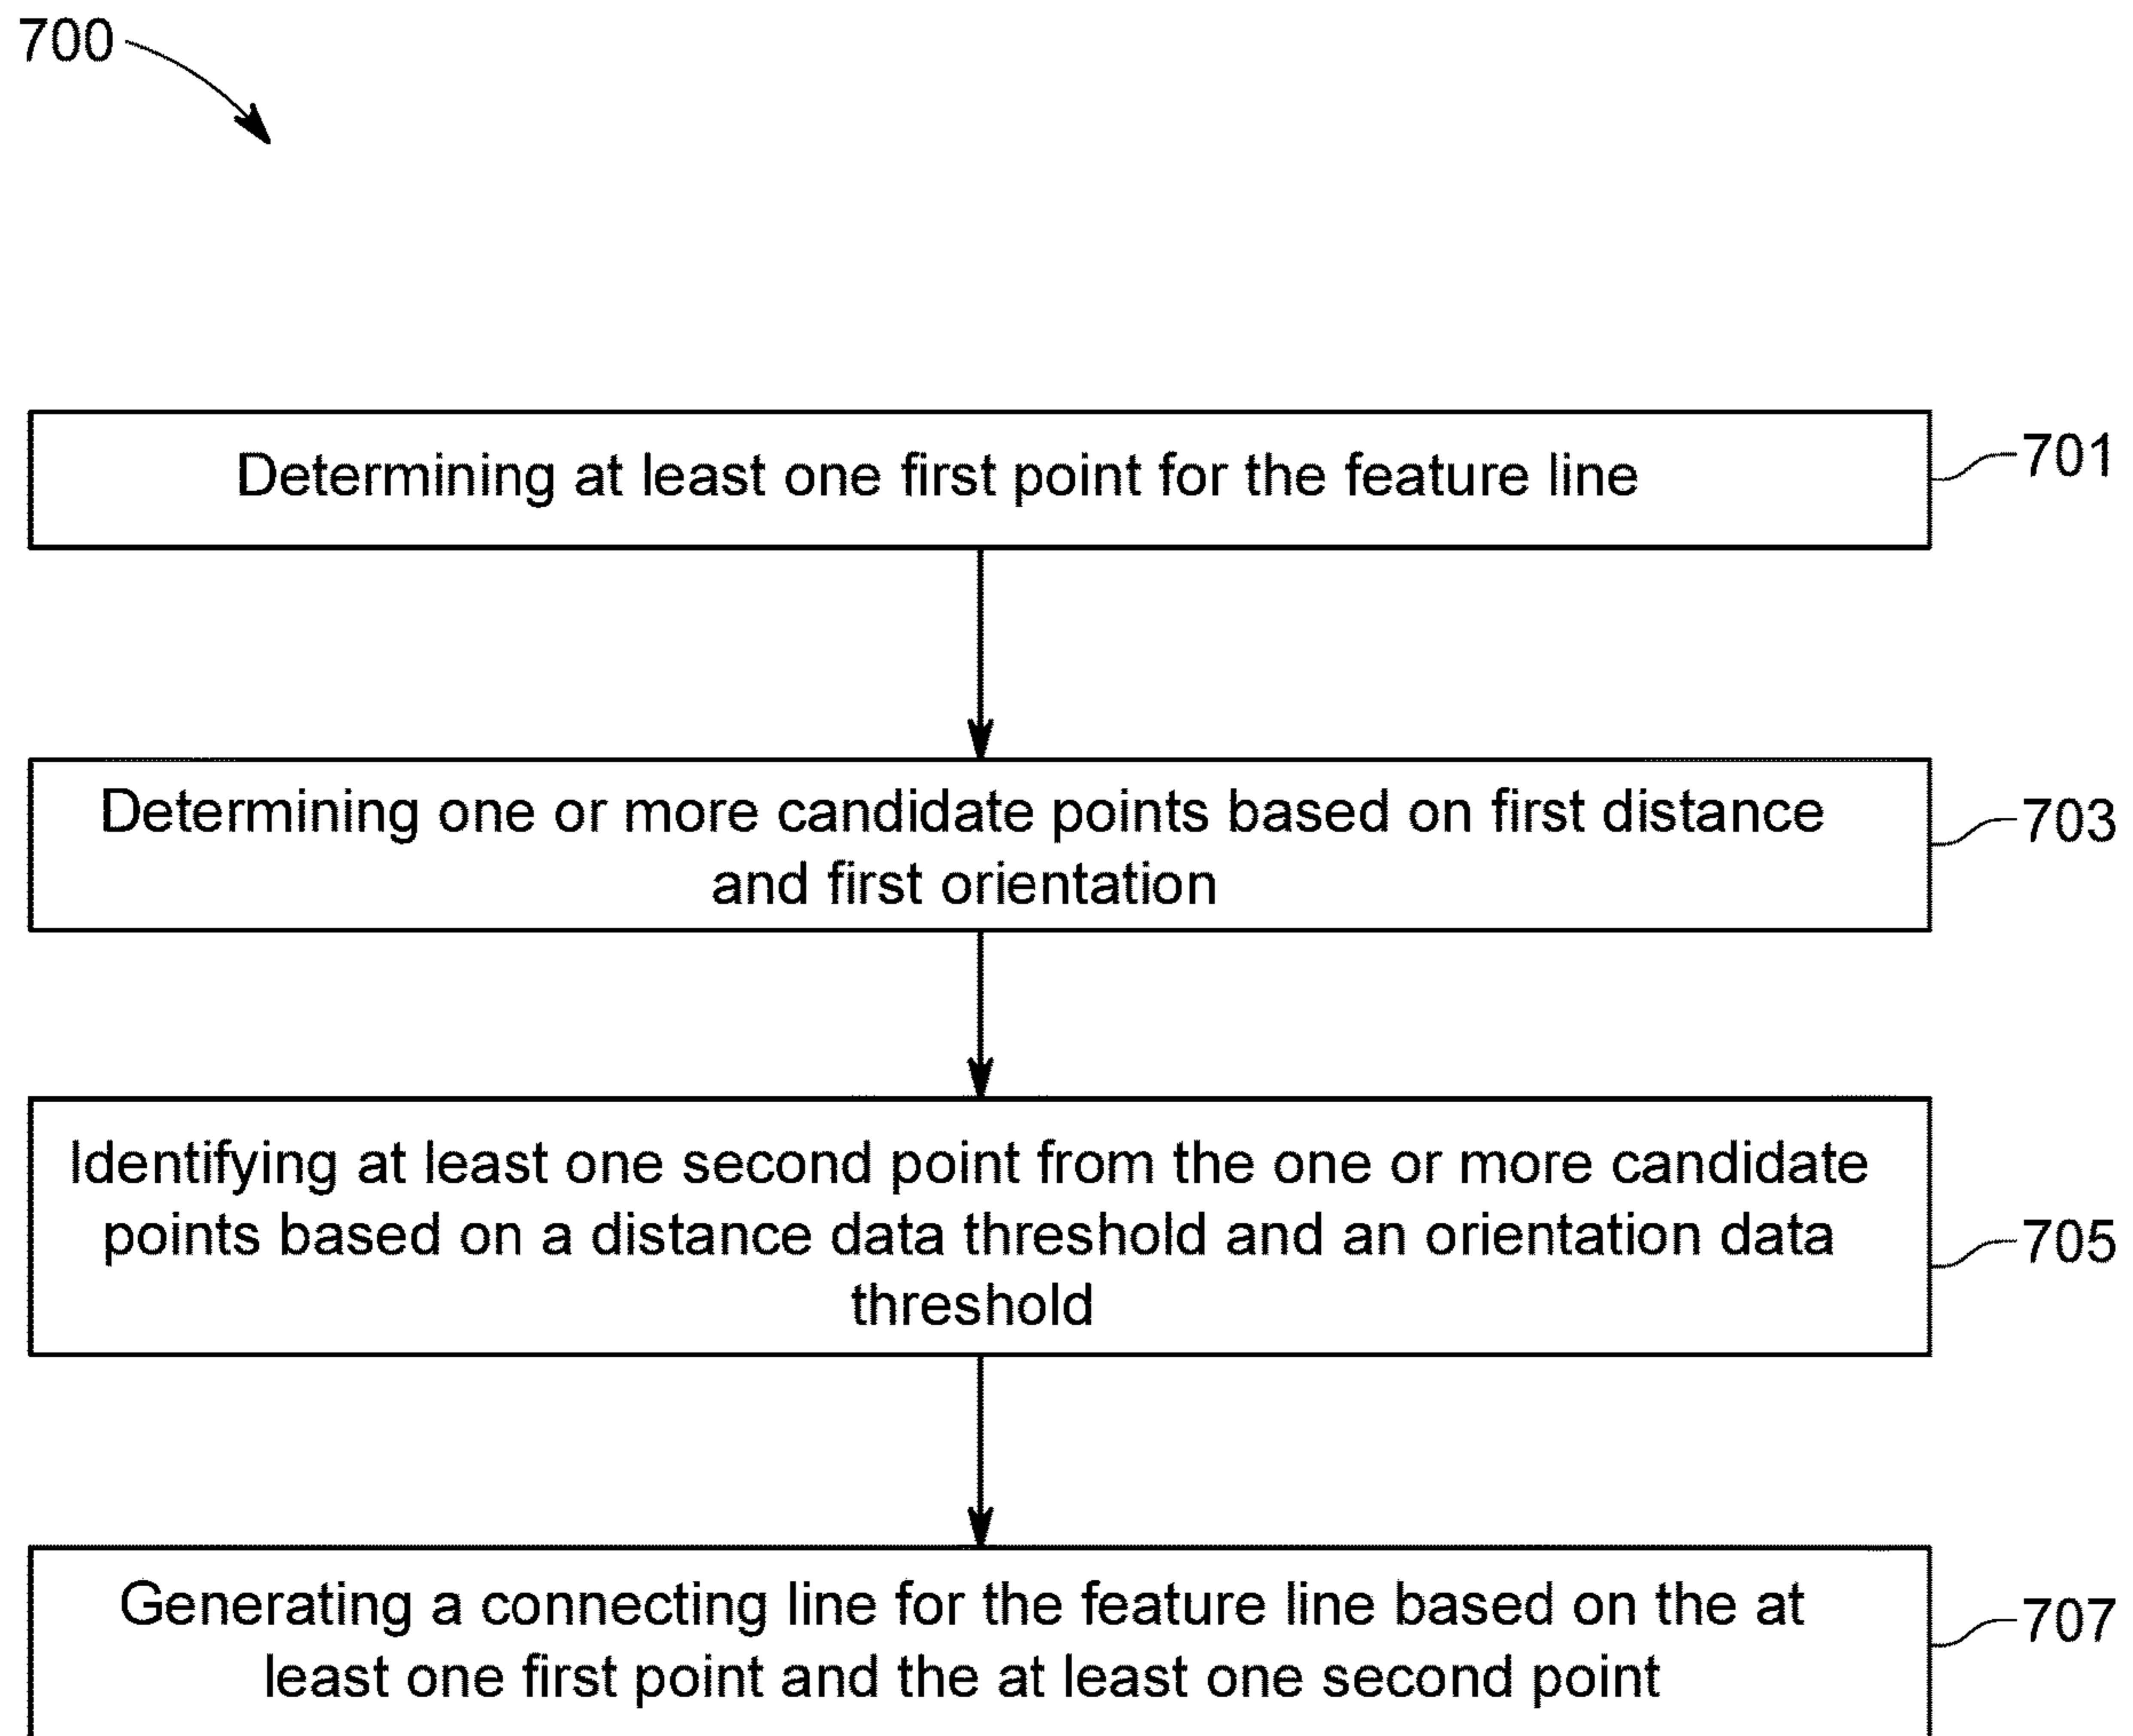 700
Determining at least one first point for the feature line
701
Determining one or more candidate points based on first distance
and first orientation
703
Identifying at least one second point from the one or more candidate
points based on a distance data threshold and an orientation data
threshold
705
Generating a connecting line for the feature line based on the at
least one first point and the at least one second point
707